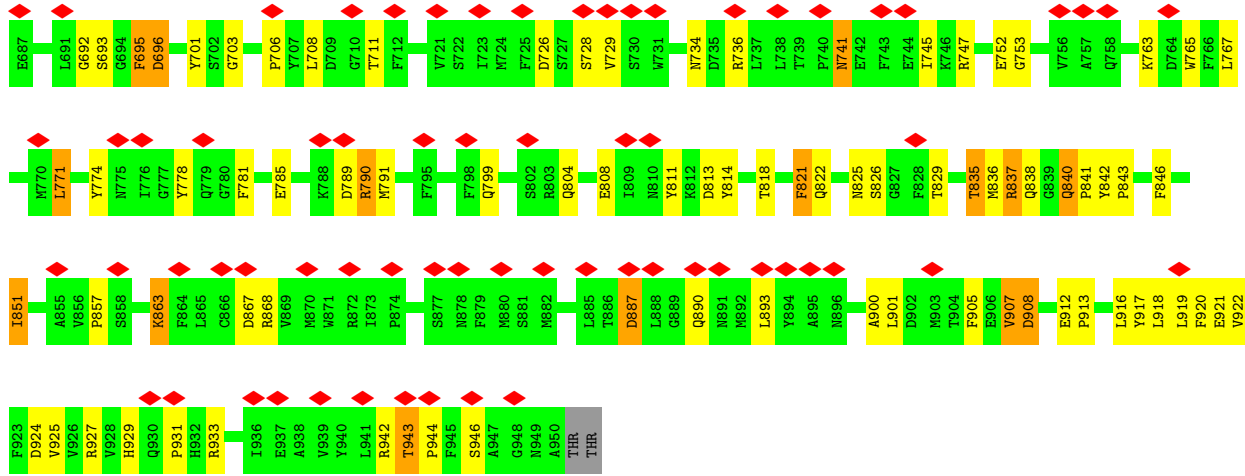 E687 L691 G692 S693 G694 F695 D696 Y701 S702 G703 P706 Y707 L708 D709 G710 T711 F712 V721 S722 I723 M724 F725 D726 S727 S728 V729 S730 W731 N734 D735 R736 L737 L738 T739 P740 N741 E742 F743 E744 I745 K746 R747 E752 G753 V756 A757 Q758 K763 D764 W765 F766 L767
M770 L771 Y774 N775 I776 G777 Y778 Q779 G780 F781 E785 K788 D789 R790 M791 F795 F798 Q799 S802 R803 Q804 E808 I809 N810 Y811 K812 D813 Y814 T818 F821 Q822 N825 S826 G827 F828 T829 T835 M836 R837 Q838 G839 Q840 P841 Y842 P843 F846
I851 A855 V856 P857 S858 K863 F864 L865 C866 D867 R868 V869 M870 W871 R872 I873 P874 S877 N878 F879 M880 S881 M882 L885 T886 D887 L888 G889 Q890 N891 M892 L893 Y894 A895 N896 A900 L901 D902 M903 T904 F905 E906 V907 D908 E912 P913 L916 Y917 L918 L919 F920 E921 V922
F923 D924 V925 V926 R927 V928 H929 Q930 P931 H932 R933 I936 E937 A938 V939 Y940 L941 R942 T943 P944 F945 S946 A947 G948 N949 A950 THR THR